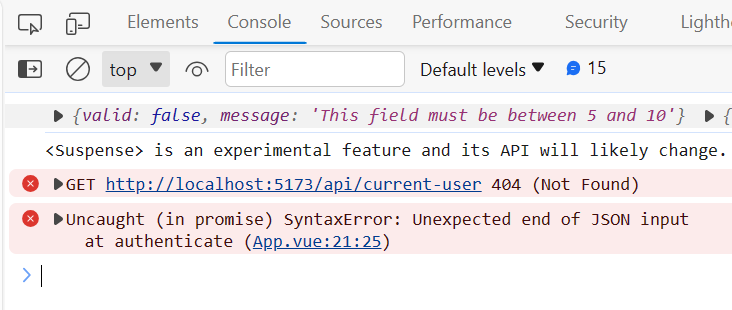 Elements Console Sources Performance Security Lighth
top Filter Default levels 15
{valid: false, message: 'This field must be between 5 and 10'} {
<Suspense> is an experimental feature and its API will likely change.
GET http://localhost:5173/api/current-user 404 (Not Found)
Uncaught (in promise) SyntaxError: Unexpected end of JSON input
at authenticate (App.vue:21:25)